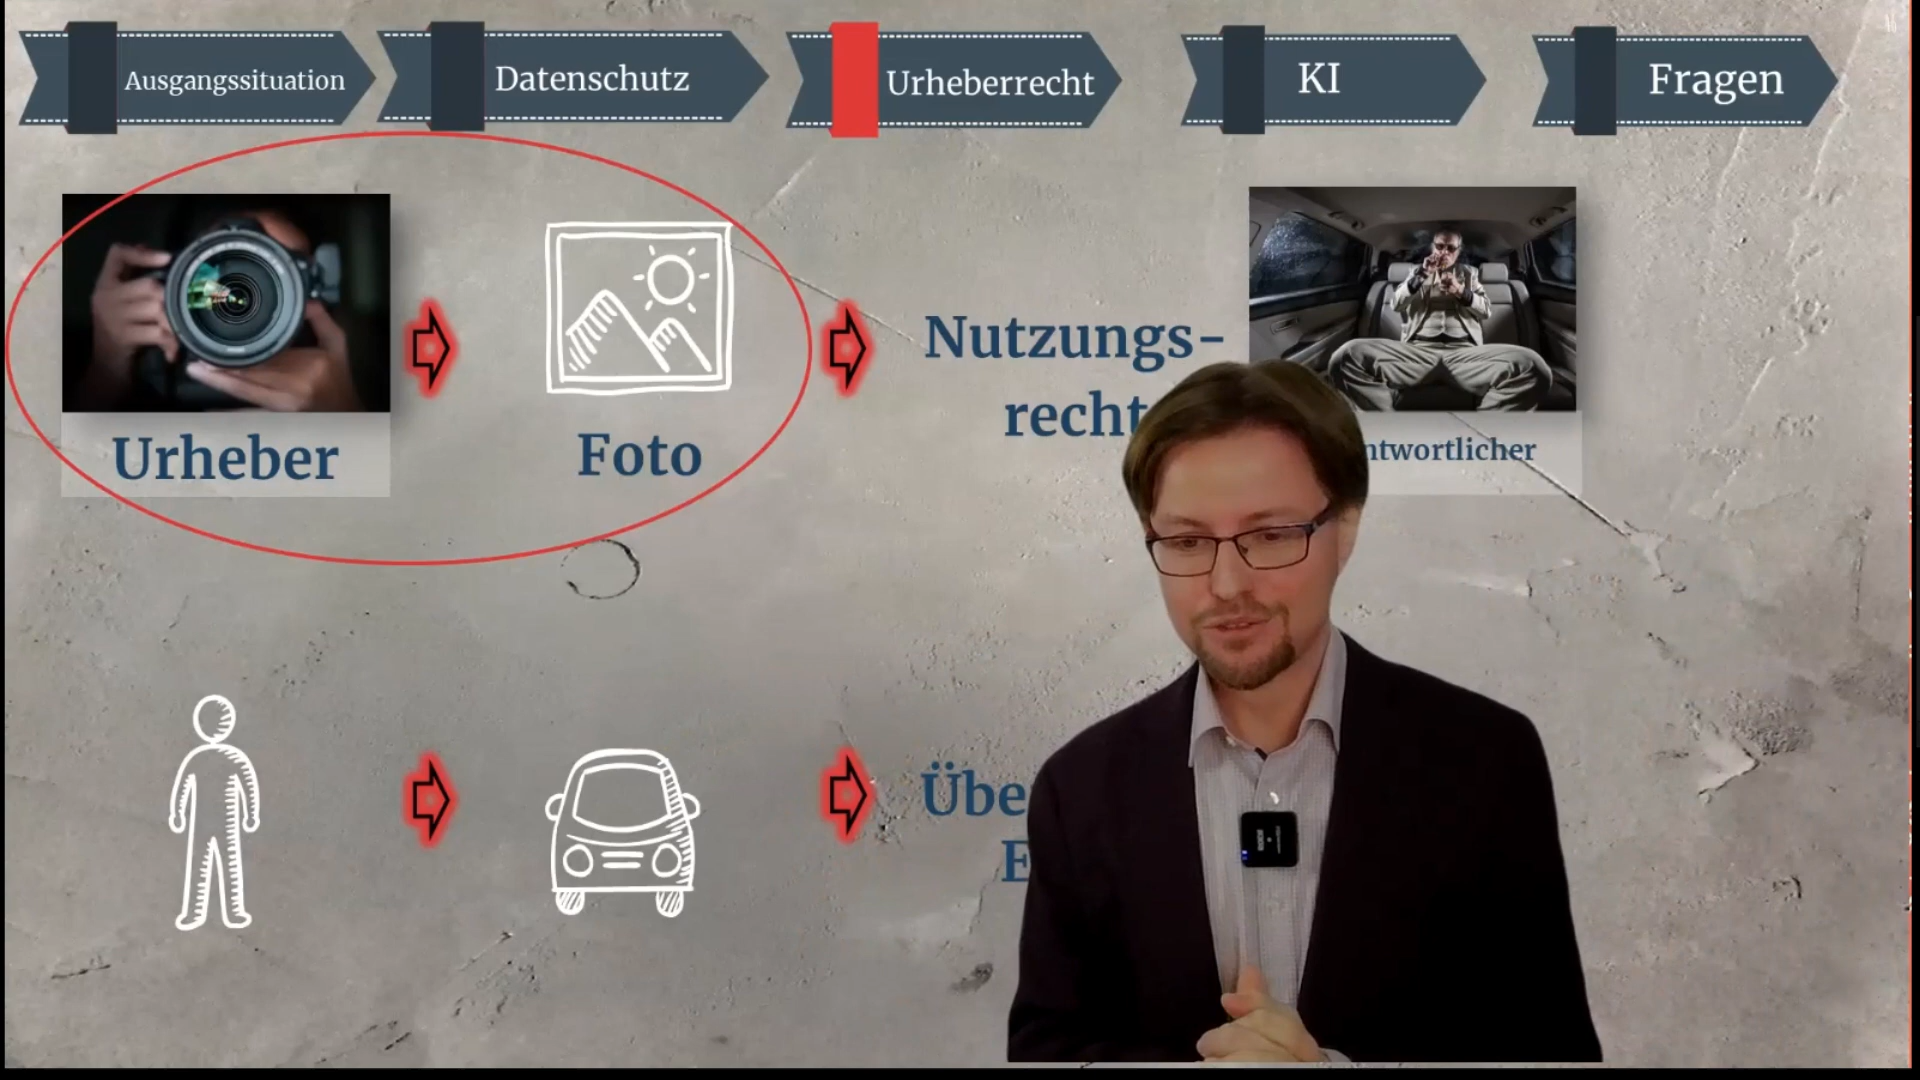 Ausgangssituation
Datenschutz
Urheberrecht
KI
Fragen
Urheber
Foto
Nutzungs-
recht
ntwortlicher
Übe
E